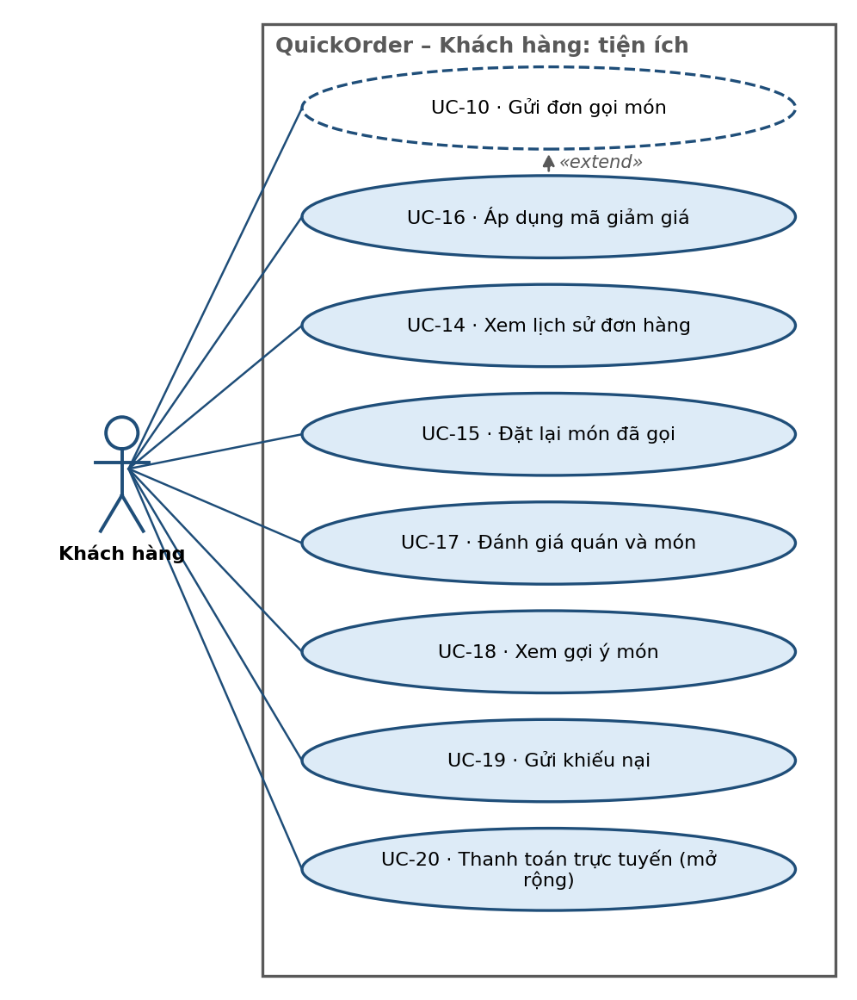 QuickOrder – Khách hàng: tiện ích
UC-10 · Gửi đơn gọi món
«extend»
UC-16 · Áp dụng mã giảm giá
UC-14 · Xem lịch sử đơn hàng
UC-15 · Đặt lại món đã gọi
UC-17 · Đánh giá quán và món
Khách hàng
UC-18 · Xem gợi ý món
UC-19 · Gửi khiếu nại
UC-20 · Thanh toán trực tuyến (mở
rộng)